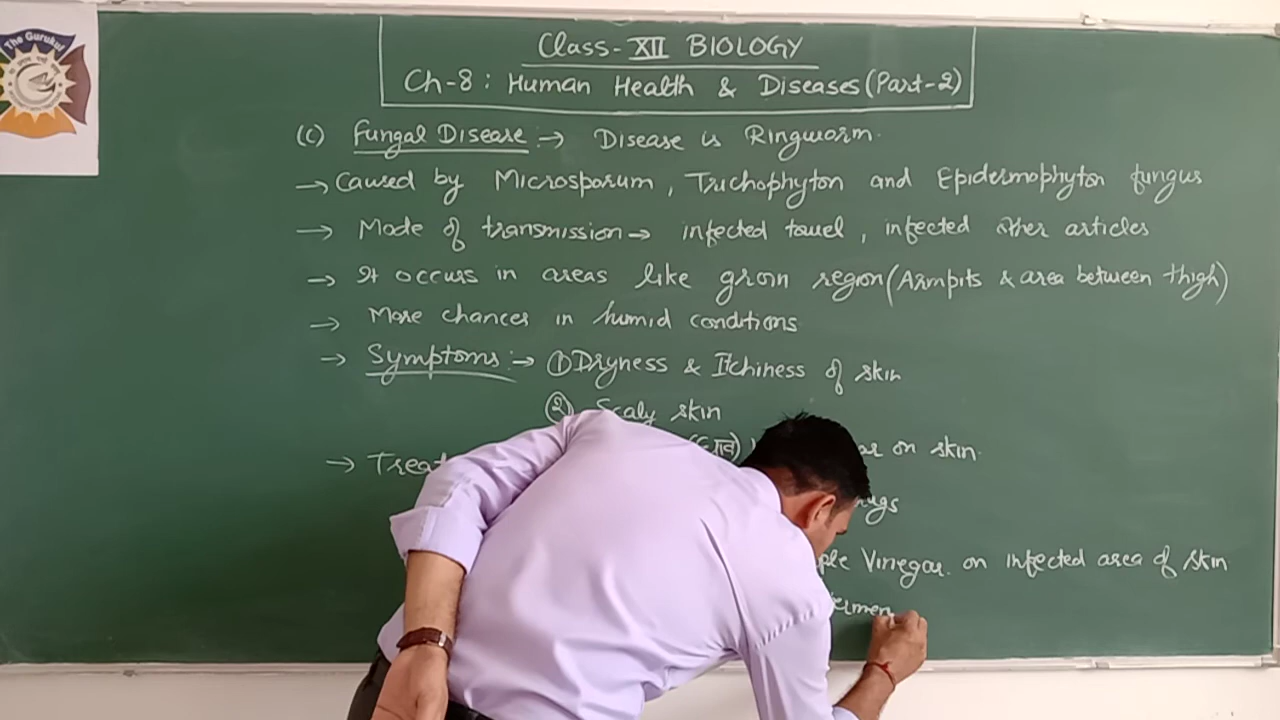 The Gurukul
Class-XII BIOLOGY
Ch-8: Human Health & Diseases (Part-2)
(c) Fungal Disease :→ Disease is Ringworm.
→ Caused by Microsporum, Trichophyton and Epidermophyton fungus
→ Mode of transmission → infected towel, infected other articles
→ It occurs in areas like groin region (Armpits & area between thigh)
→ More chances in humid conditions
→ Symptoms :→ ① Dryness & Itchiness of skin
② Scaly skin
on skin.
→
Vinegar on infected area of skin